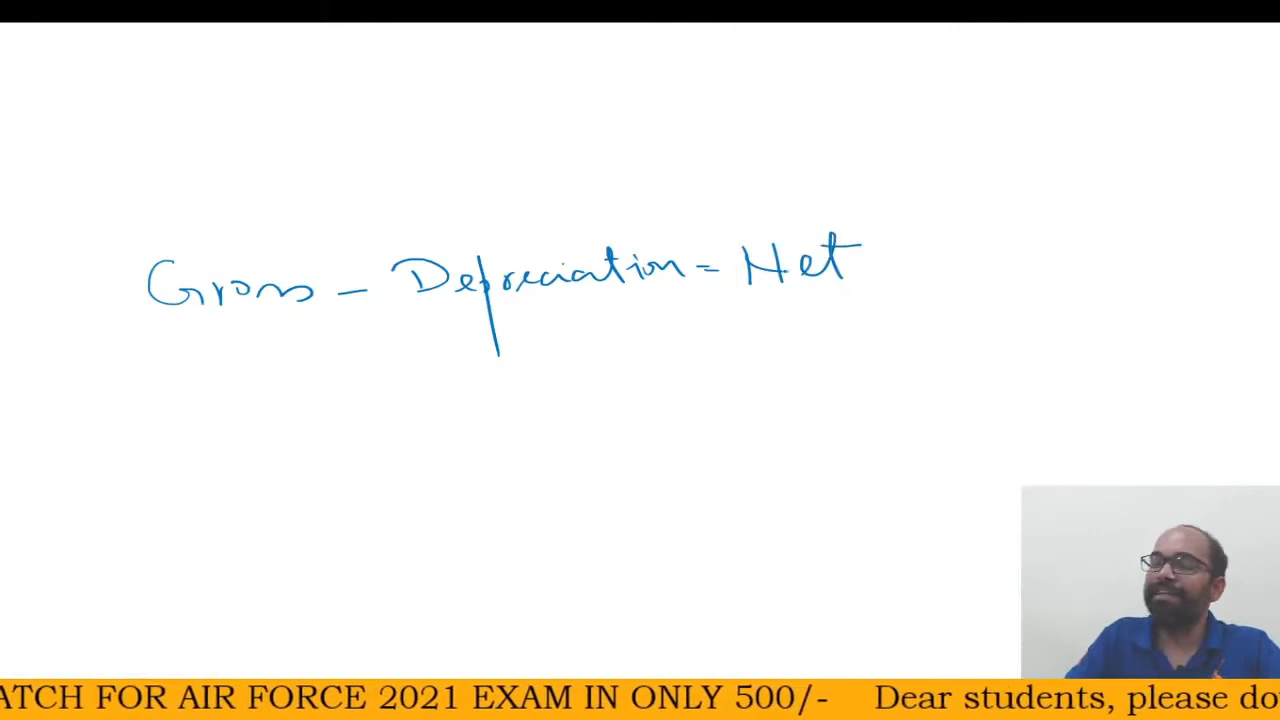 Gross - Depreciation = Net
ATCH FOR AIR FORCE 2021 EXAM IN ONLY 500/- Dear students, please do